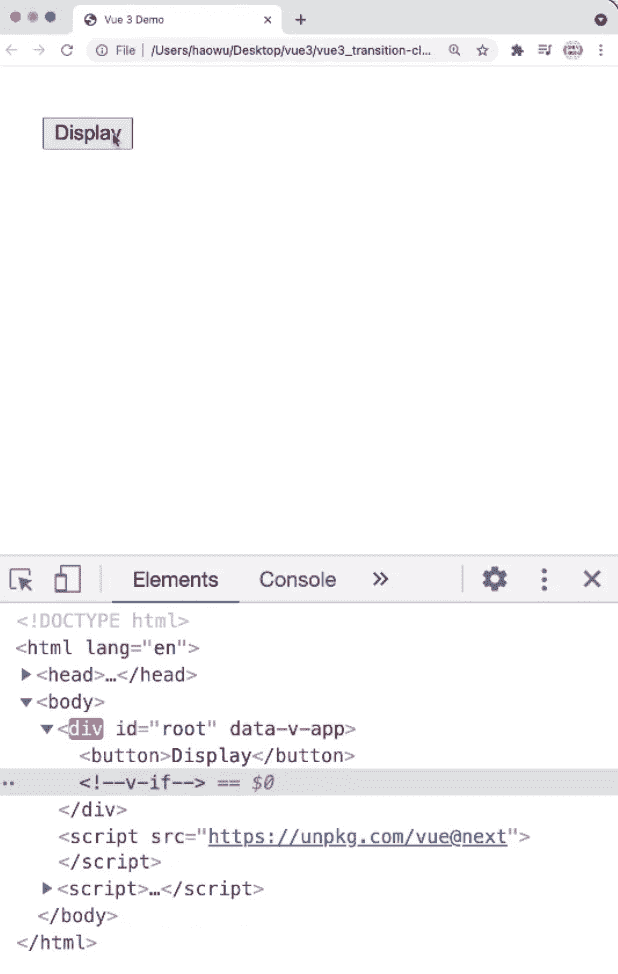 Vue 3 Demo
File | /Users/haowu/Desktop/vue3/vue3_transition-cl...
Display
Elements Console
<!DOCTYPE html>
<html lang="en">
<head>…</head>
<body>
<div id="root" data-v-app>
<button>Display</button>
<!--v-if--> == $0
</div>
<script src="https://unpkg.com/vue@next">
</script>
<script>…</script>
</body>
</html>